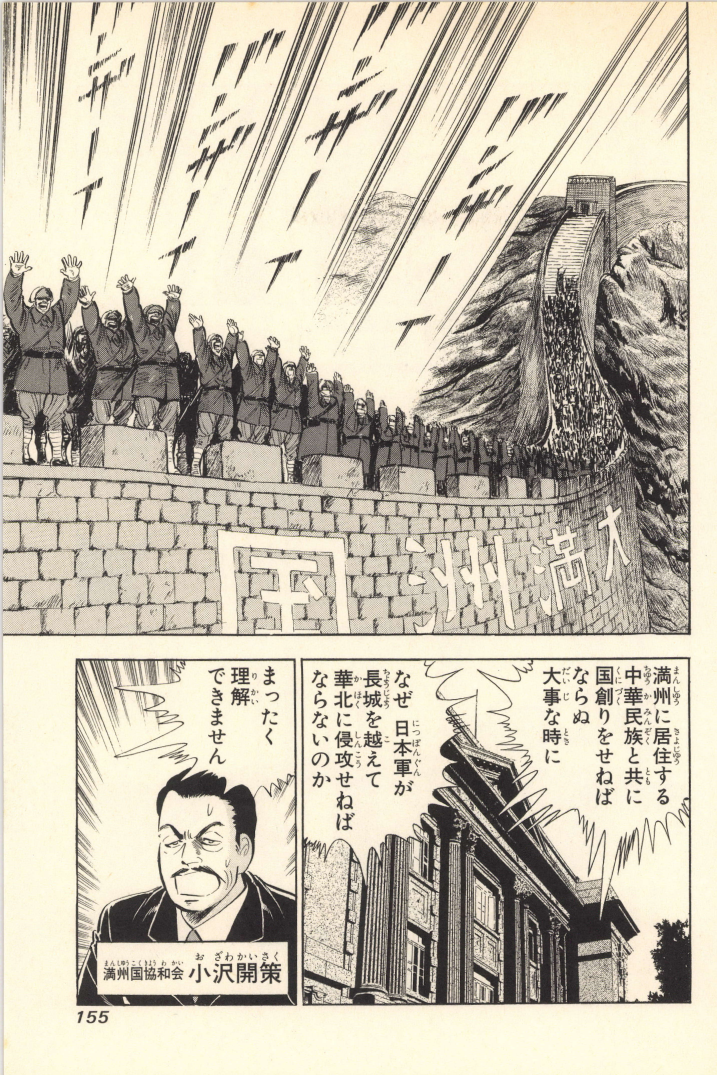 バンザーイ
バンザーイ
バンザーイ
バンザーイ
大満洲国
満州に居住する
中華民族と共に
国創りをせねば
ならぬ
大事な時に
なぜ日本軍が
長城を越えて
華北に侵攻せねば
ならないのか
まったく
理解
できません
満州国協和会 小沢開策
155